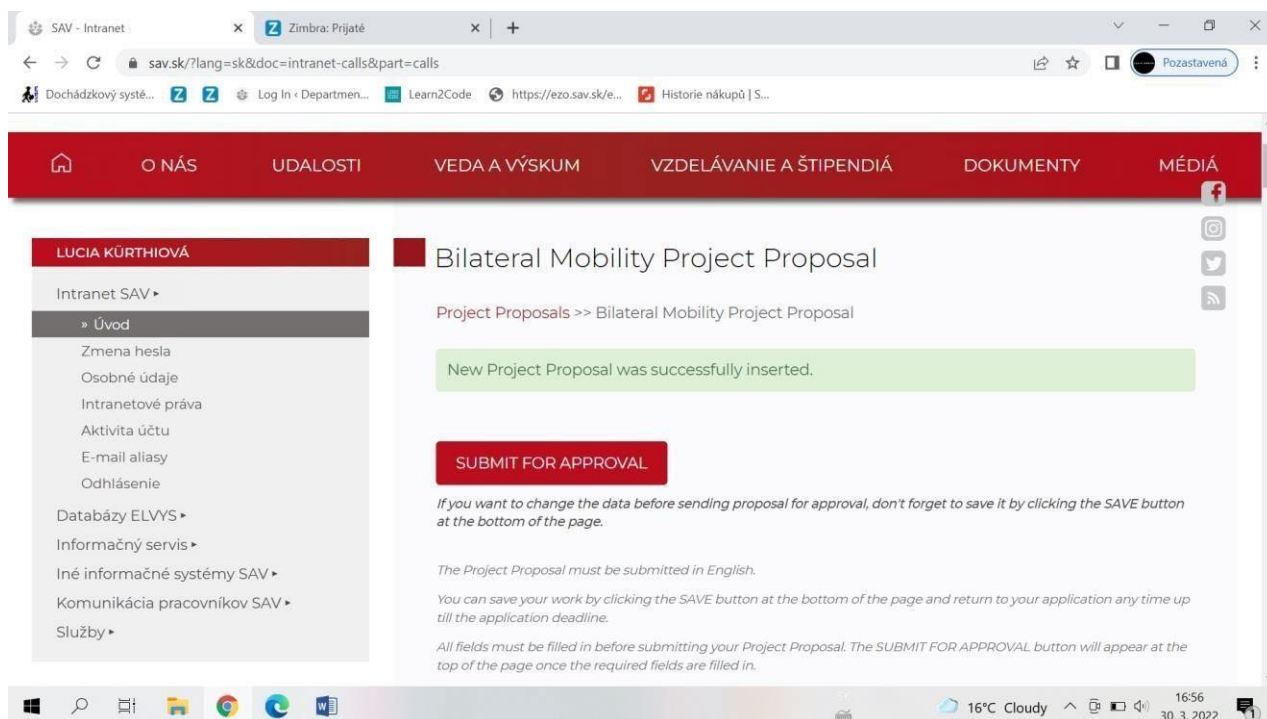 SAV - Intranet
Zimbra: Prijaté
sav.sk/?lang=sk&doc=intranet-calls&part=calls
Pozastavená
Dochádzkový systé...
Log In ‹ Departmen...
Learn2Code
https://ezo.sav.sk/e...
Historie nákupů | S...
O NÁS
UDALOSTI
VEDA A VÝSKUM
VZDELÁVANIE A ŠTIPENDIÁ
DOKUMENTY
MÉDIÁ
LUCIA KÜRTHIOVÁ
Intranet SAV
» Úvod
Zmena hesla
Osobné údaje
Intranetové práva
Aktivita účtu
E-mail aliasy
Odhlásenie
Databázy ELVYS
Informačný servis
Iné informačné systémy SAV
Komunikácia pracovníkov SAV
Služby
Bilateral Mobility Project Proposal
Project Proposals >> Bilateral Mobility Project Proposal
New Project Proposal was successfully inserted.
SUBMIT FOR APPROVAL
If you want to change the data before sending proposal for approval, don't forget to save it by clicking the SAVE button
at the bottom of the page.
The Project Proposal must be submitted in English.
You can save your work by clicking the SAVE button at the bottom of the page and return to your application any time up
till the application deadline.
All fields must be filled in before submitting your Project Proposal. The SUBMIT FOR APPROVAL button will appear at the
top of the page once the required fields are filled in.
16°C Cloudy
16:56
30. 3. 2022